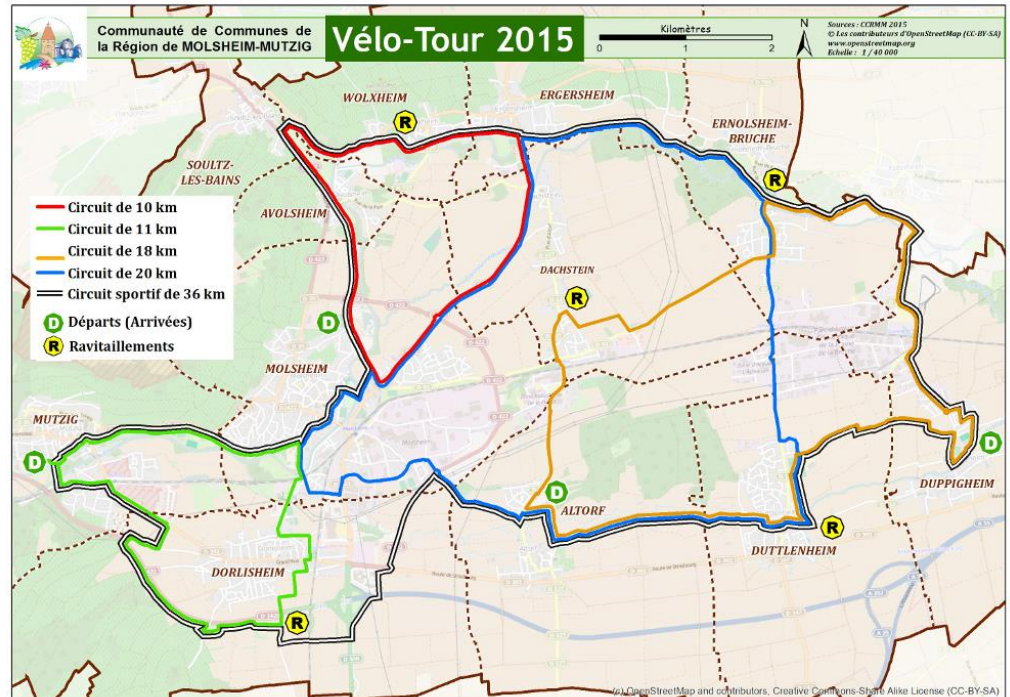 Communauté de Communes de
la Région de MOLSHEIM-MUTZIG
Vélo-Tour 2015
Kilomètres
0 1 2
N
Sources : CCRMM 2015
© Les contributeurs d'OpenStreetMap (CC-BY-SA)
www.openstreetmap.org
Echelle : 1 / 40 000
WOLXHEIM
ERGERSHEIM
ERNOLSHEIM-
BRUCHE
R
R
SOULTZ-
LES-BAINS
AVOLSHEIM
Circuit de 10 km
Circuit de 11 km
Circuit de 18 km
Circuit de 20 km
Circuit sportif de 36 km
D Départs (Arrivées)
R Ravitaillements
DACHSTEIN
R
D
MOLSHEIM
MUTZIG
D
D
DUPPIGHEIM
D
ALTORF
R
DUTTLENHEIM
DORLISHEIM
R
(c) OpenStreetMap and contributors, Creative Commons-Share Alike License (CC-BY-SA)